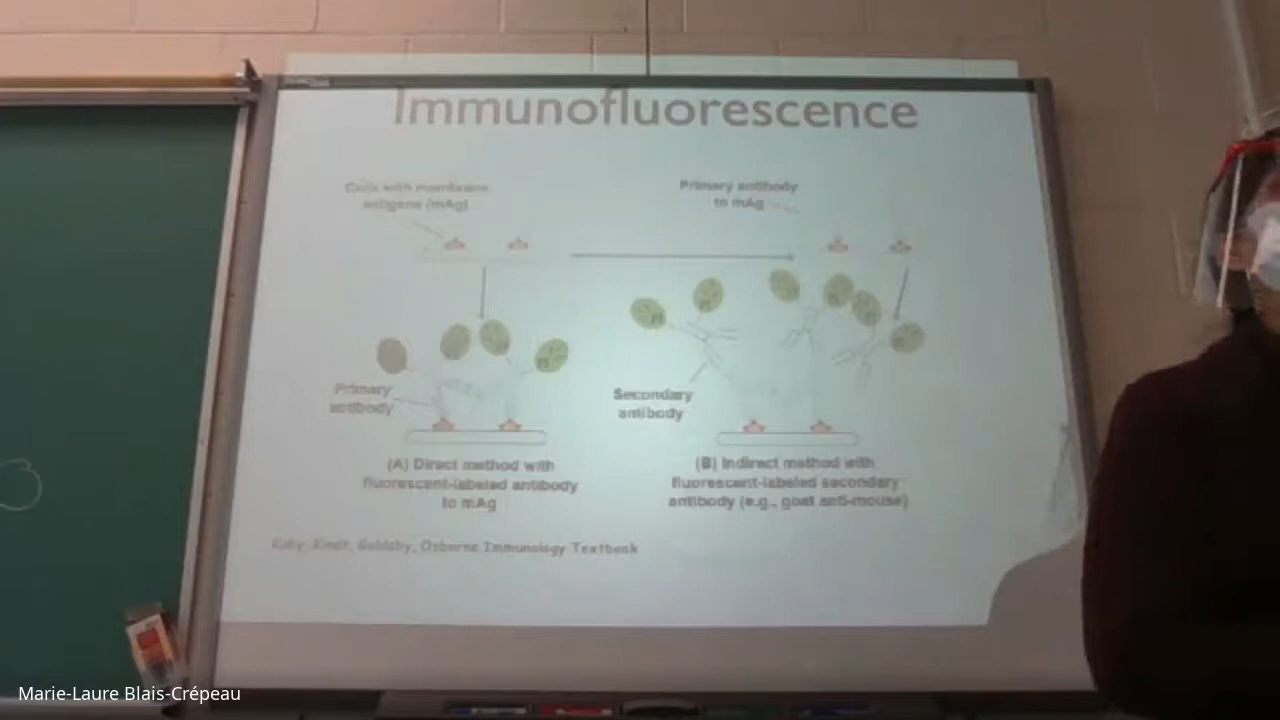 Immunofluorescence
Cells with membrane
antigens (mAg)
Primary antibody
to mAg
Primary
antibody
Secondary
antibody
(A) Direct method with
fluorescent-labeled antibody
to mAg
(B) Indirect method with
fluorescent-labeled secondary
antibody (e.g., goat anti-mouse)
Kuby, Kindt, Goldsby, Osborne Immunology Textbook
Marie-Laure Blais-Crépeau